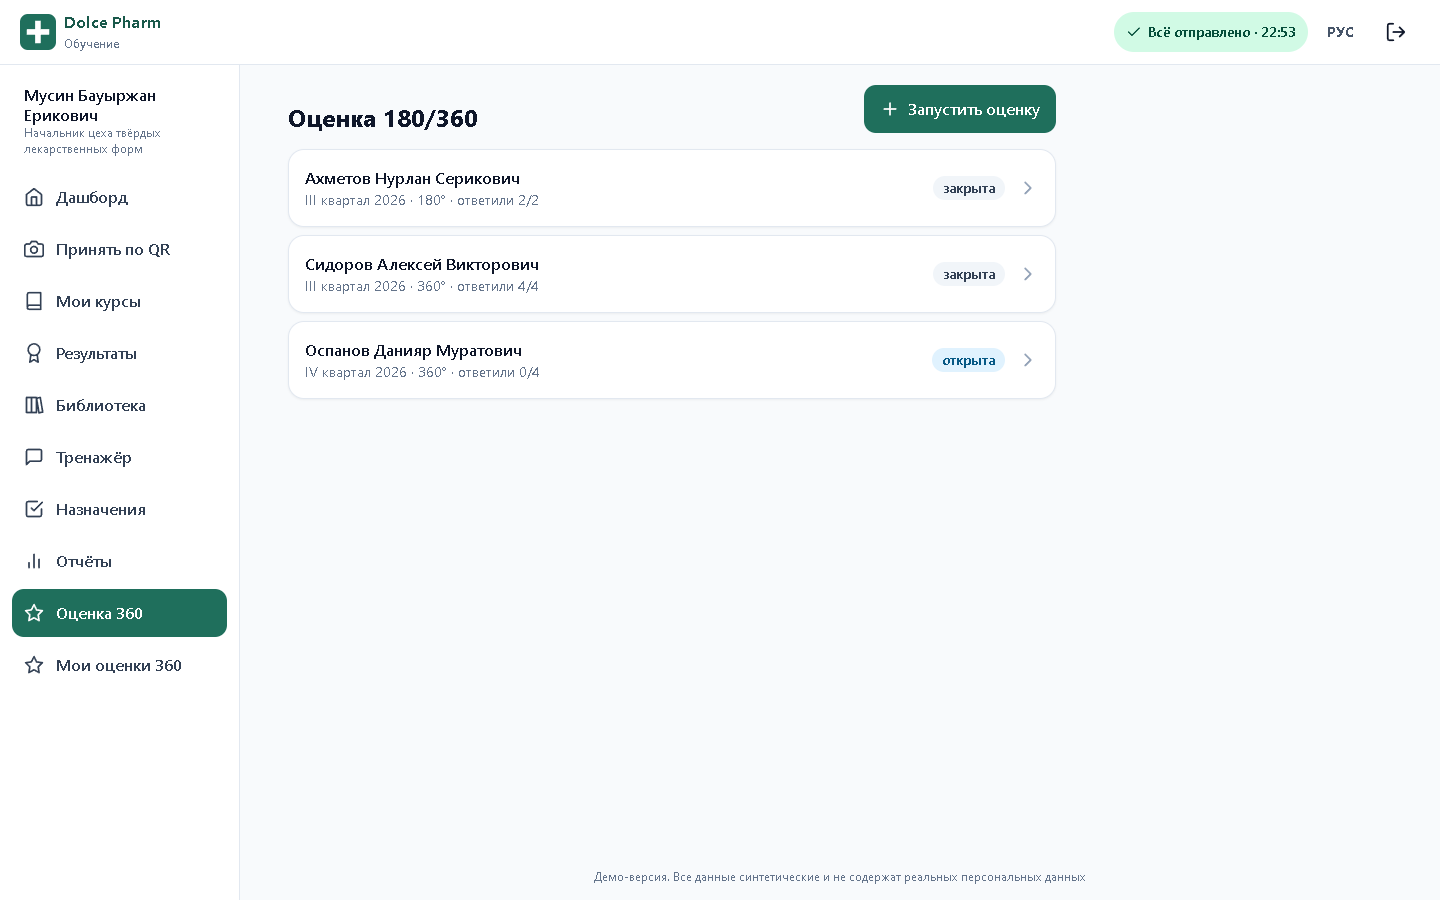 Dolce Pharm
Обучение
Всё отправлено · 22:53
РУС
Мусин Бауыржан
Ерикович
Начальник цеха твёрдых
лекарственных форм
Дашборд
Принять по QR
Мои курсы
Результаты
Библиотека
Тренажёр
Назначения
Отчёты
Оценка 360
Мои оценки 360
Оценка 180/360
Запустить оценку
Ахметов Нурлан Серикович
III квартал 2026 · 180° · ответили 2/2
закрыта
Сидоров Алексей Викторович
III квартал 2026 · 360° · ответили 4/4
закрыта
Оспанов Данияр Муратович
IV квартал 2026 · 360° · ответили 0/4
открыта
Демо-версия. Все данные синтетические и не содержат реальных персональных данных